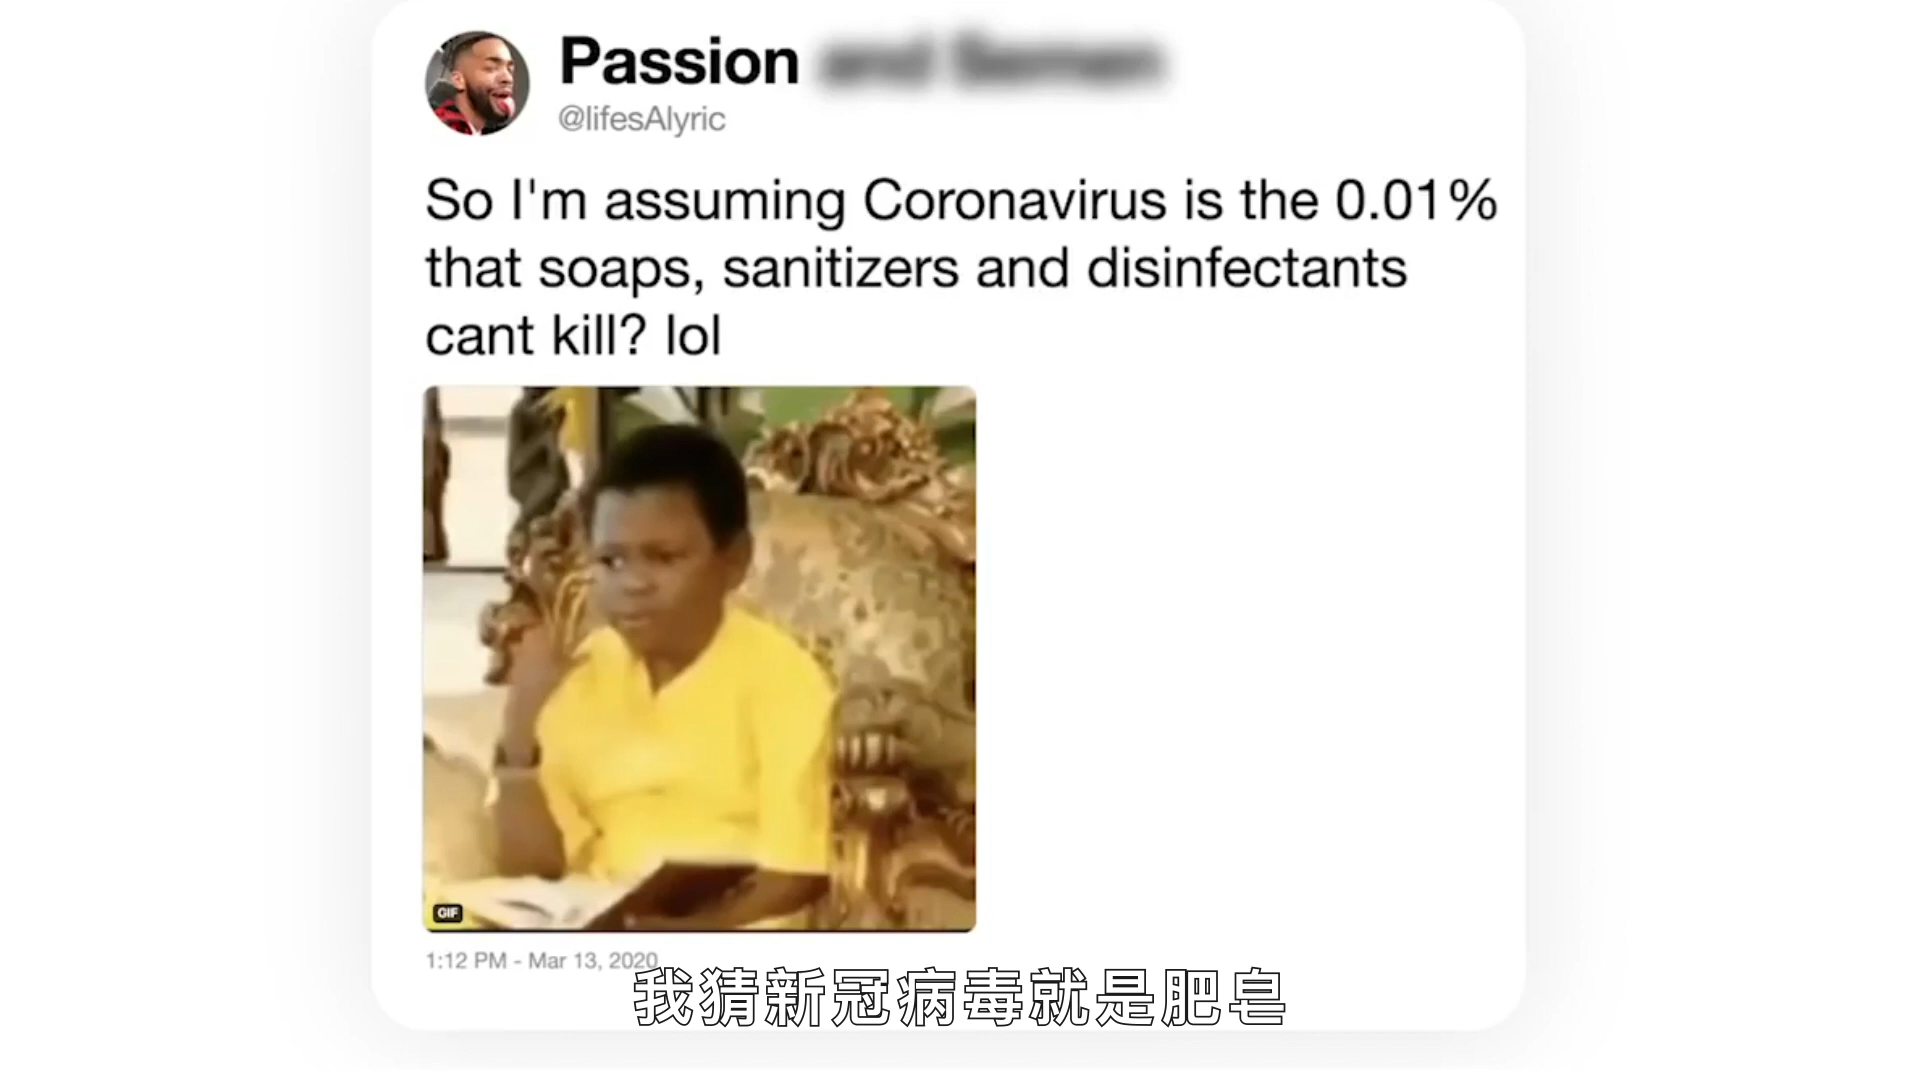 Passion
@lifesAlyric
So I'm assuming Coronavirus is the 0.01%
that soaps, sanitizers and disinfectants
cant kill? lol
GIF
1:12 PM - Mar 13, 2020
我猜新冠病毒就是肥皂